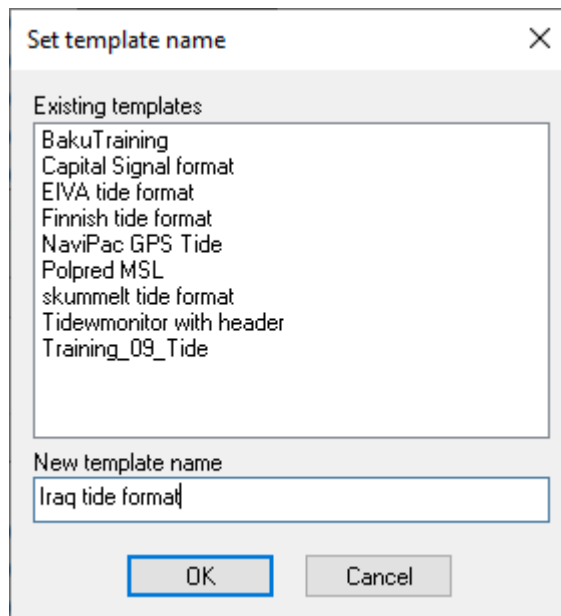 Set template name
Existing templates
BakuTraining
Capital Signal format
EIVA tide format
Finnish tide format
NaviPac GPS Tide
Polpred MSL
skummelt tide format
Tidewmonitor with header
Training_09_Tide
New template name
Iraq tide format
OK
Cancel